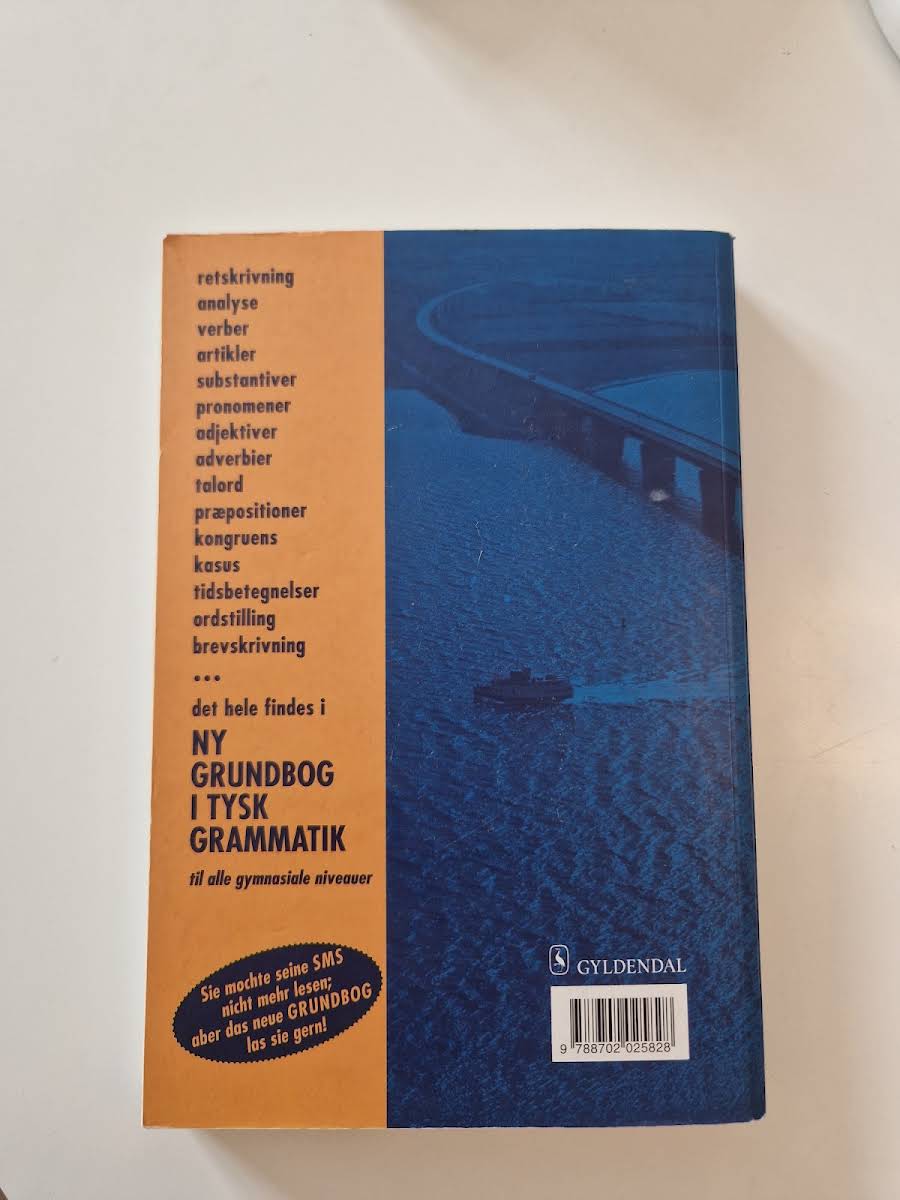 retskrivning
analyse
verber
artikler
substantiver
pronomener
adjektiver
adverbier
talord
præpositioner
kongruens
kasus
tidsbetegnelser
ordstilling
brevskrivning
...
det hele findes i
NY
GRUNDBOG
I TYSK
GRAMMATIK
til alle gymnasiale niveauer
Sie mochte seine SMS
nicht mehr lesen;
aber das neue GRUNDBOG
las sie gern!
GYLDENDAL
9 788702 025828